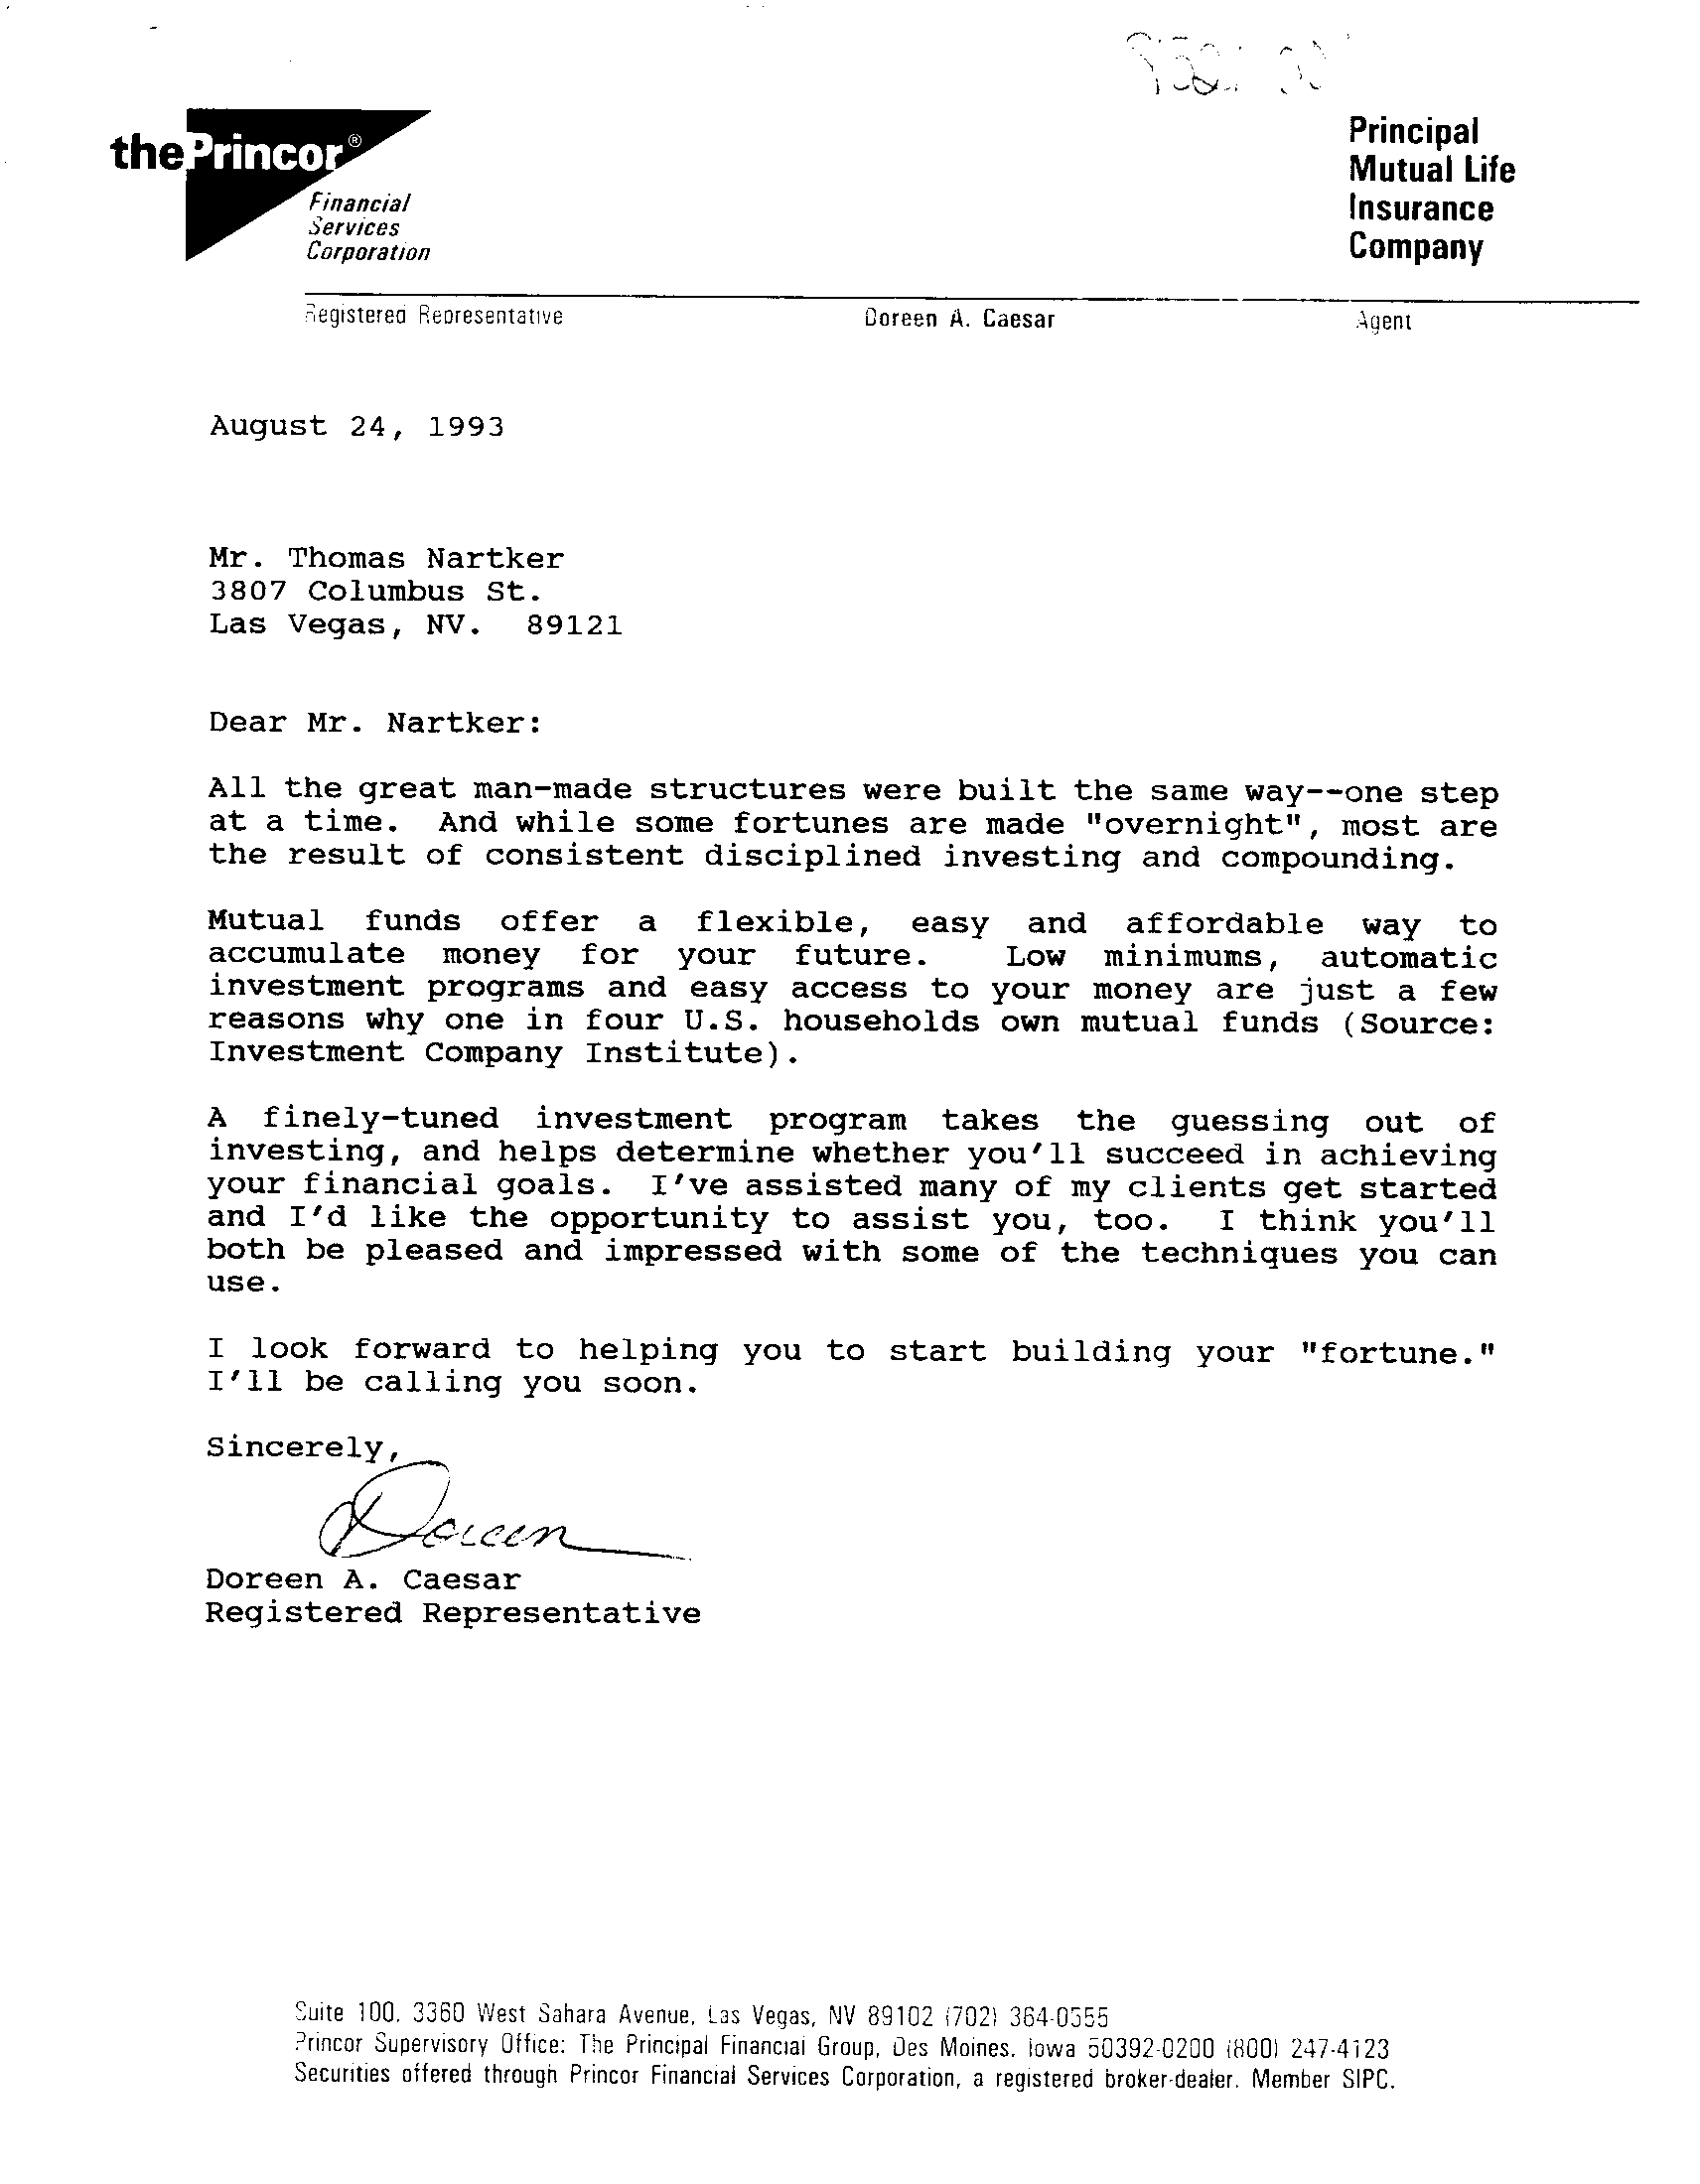 thePrincor®
Financial
Services
Corporation
Principal
Mutual Life
Insurance
Company
Registered Representative Doreen A. Caesar Agent
August 24, 1993
Mr. Thomas Nartker
3807 Columbus St.
Las Vegas, NV. 89121
Dear Mr. Nartker:
All the great man-made structures were built the same way--one step
at a time. And while some fortunes are made "overnight", most are
the result of consistent disciplined investing and compounding.
Mutual funds offer a flexible, easy and affordable way to
accumulate money for your future. Low minimums, automatic
investment programs and easy access to your money are just a few
reasons why one in four U.S. households own mutual funds (Source:
Investment Company Institute).
A finely-tuned investment program takes the guessing out of
investing, and helps determine whether you'll succeed in achieving
your financial goals. I've assisted many of my clients get started
and I'd like the opportunity to assist you, too. I think you'll
both be pleased and impressed with some of the techniques you can
use.
I look forward to helping you to start building your "fortune."
I'll be calling you soon.
Sincerely,
Doreen
Doreen A. Caesar
Registered Representative
Suite 100, 3360 West Sahara Avenue, Las Vegas, NV 89102 (702) 364-0555
Princor Supervisory Office: The Principal Financial Group, Des Moines, Iowa 50392-0200 (800) 247-4123
Securities offered through Princor Financial Services Corporation, a registered broker-dealer. Member SIPC.